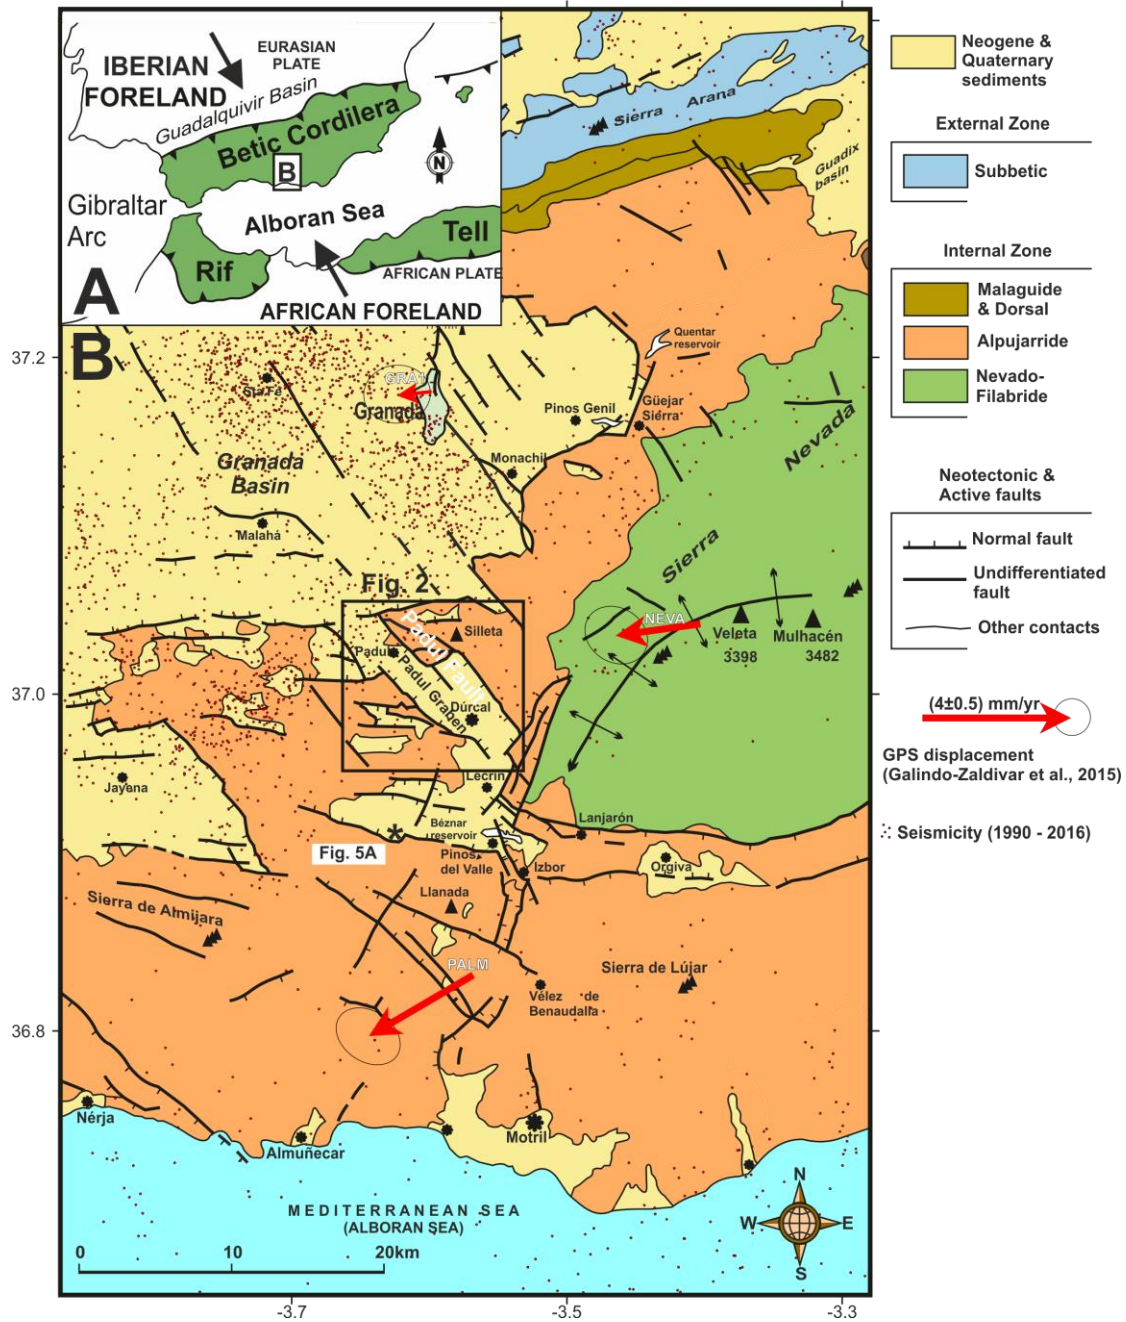 EURASIAN
PLATE
IBERIAN
FORELAND
Guadalquivir Basin
Betic Cordilera
B
N
Gibraltar
Arc
Alboran Sea
Tell
Rif
AFRICAN PLATE
AFRICAN FORELAND
A
B
Sierra Arana
Guadix
basin
37.2
Quentar
reservoir
Sta Fé
GRA1
Granada
Pinos Genil
Güejar
Siérra
Monachil
Nevada
Granada
Basin
Malahá
Sierra
Fig. 2
Padul Fault
Silleta
Padul
Padul Graben
Dúrcal
NEVA
Veleta
3398
Mulhacén
3482
37.0
Jayena
Lecrin
Béznar
reservoir
Lanjarón
*
Fig. 5A
Pinos
del Valle
Izbor
Orgiva
Llanada
Sierra de Almijara
PALM
Sierra de Lújar
Vélez de
Benaudalla
36.8
Nérja
Almuñecar
Motril
MEDITERRANEAN SEA
(ALBORAN SEA)
0 10 20km
N
W E
S
-3.7 -3.5 -3.3
Neogene &
Quaternary
sediments
External Zone
Subbetic
Internal Zone
Malaguide
& Dorsal
Alpujarride
Nevado-
Filabride
Neotectonic &
Active faults
Normal fault
Undifferentiated
fault
Other contacts
(4±0.5) mm/yr
GPS displacement
(Galindo-Zaldivar et al., 2015)
Seismicity (1990 - 2016)